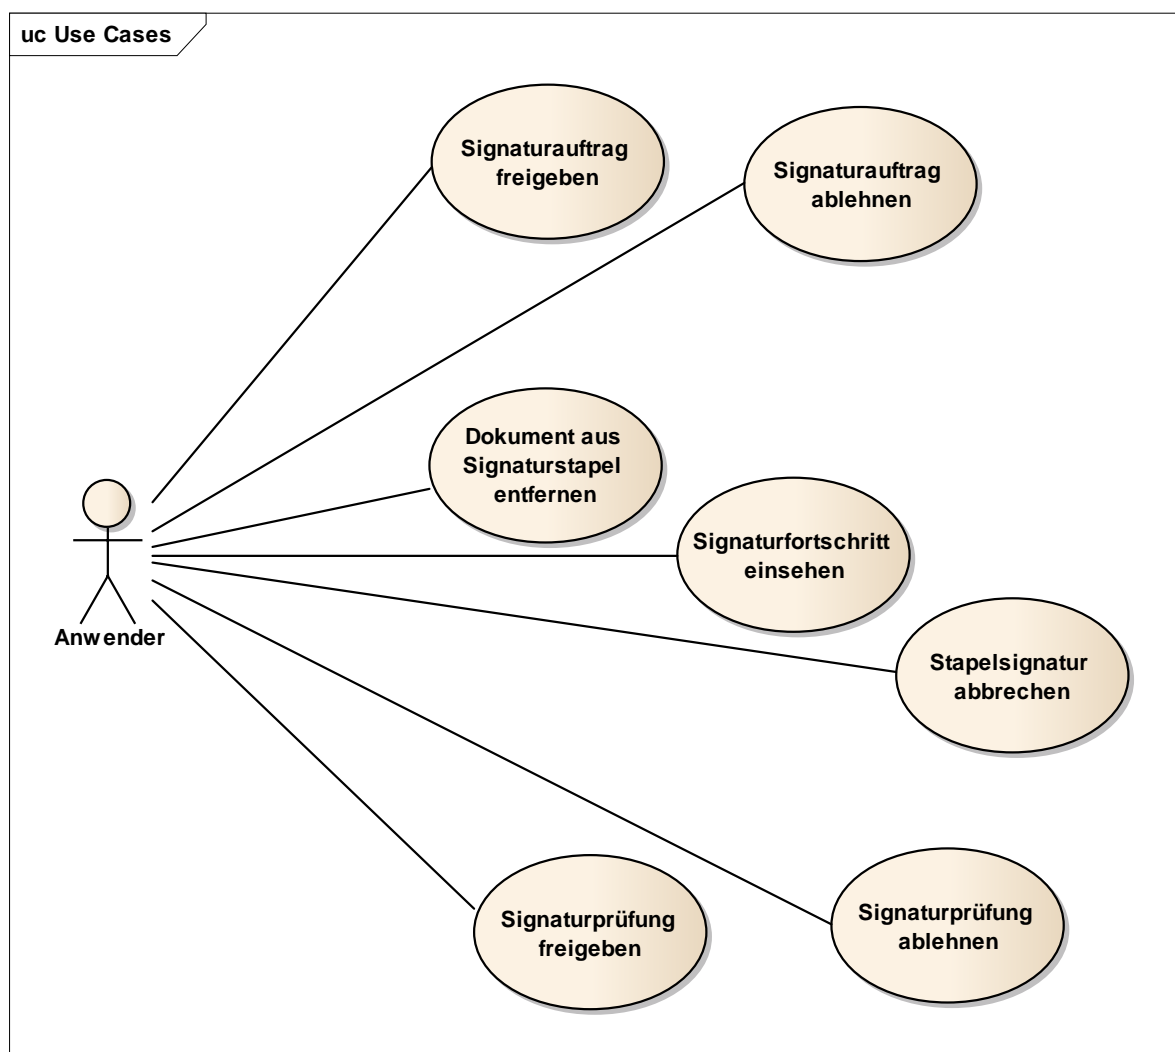 uc Use Cases
Signaturauftrag
freigeben
Signaturauftrag
ablehnen
Dokument aus
Signaturstapel
entfernen
Signaturfortschritt
einsehen
Anwender
Stapelsignatur
abbrechen
Signaturprüfung
freigeben
Signaturprüfung
ablehnen